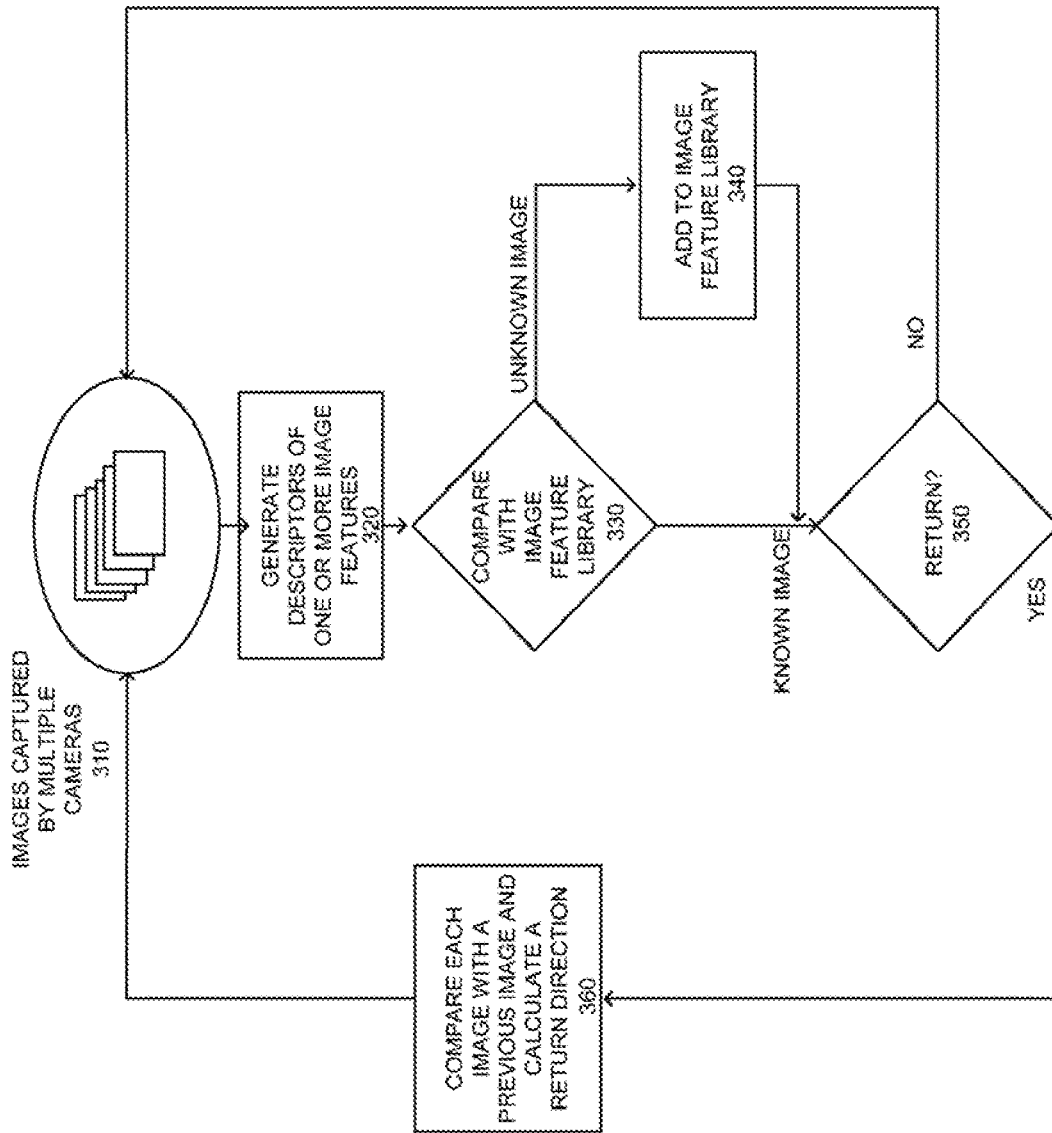 IMAGES CAPTURED
BY MULTIPLE
CAMERAS
310
GENERATE
DESCRIPTORS OF
ONE OR MORE IMAGE
FEATURES
320
COMPARE
WITH
IMAGE
FEATURE
LIBRARY
330
UNKNOWN IMAGE
ADD TO IMAGE
FEATURE LIBRARY
340
KNOWN IMAGE
RETURN?
350
NO
YES
COMPARE EACH
IMAGE WITH A
PREVIOUS IMAGE AND
CALCULATE A
RETURN DIRECTION
360